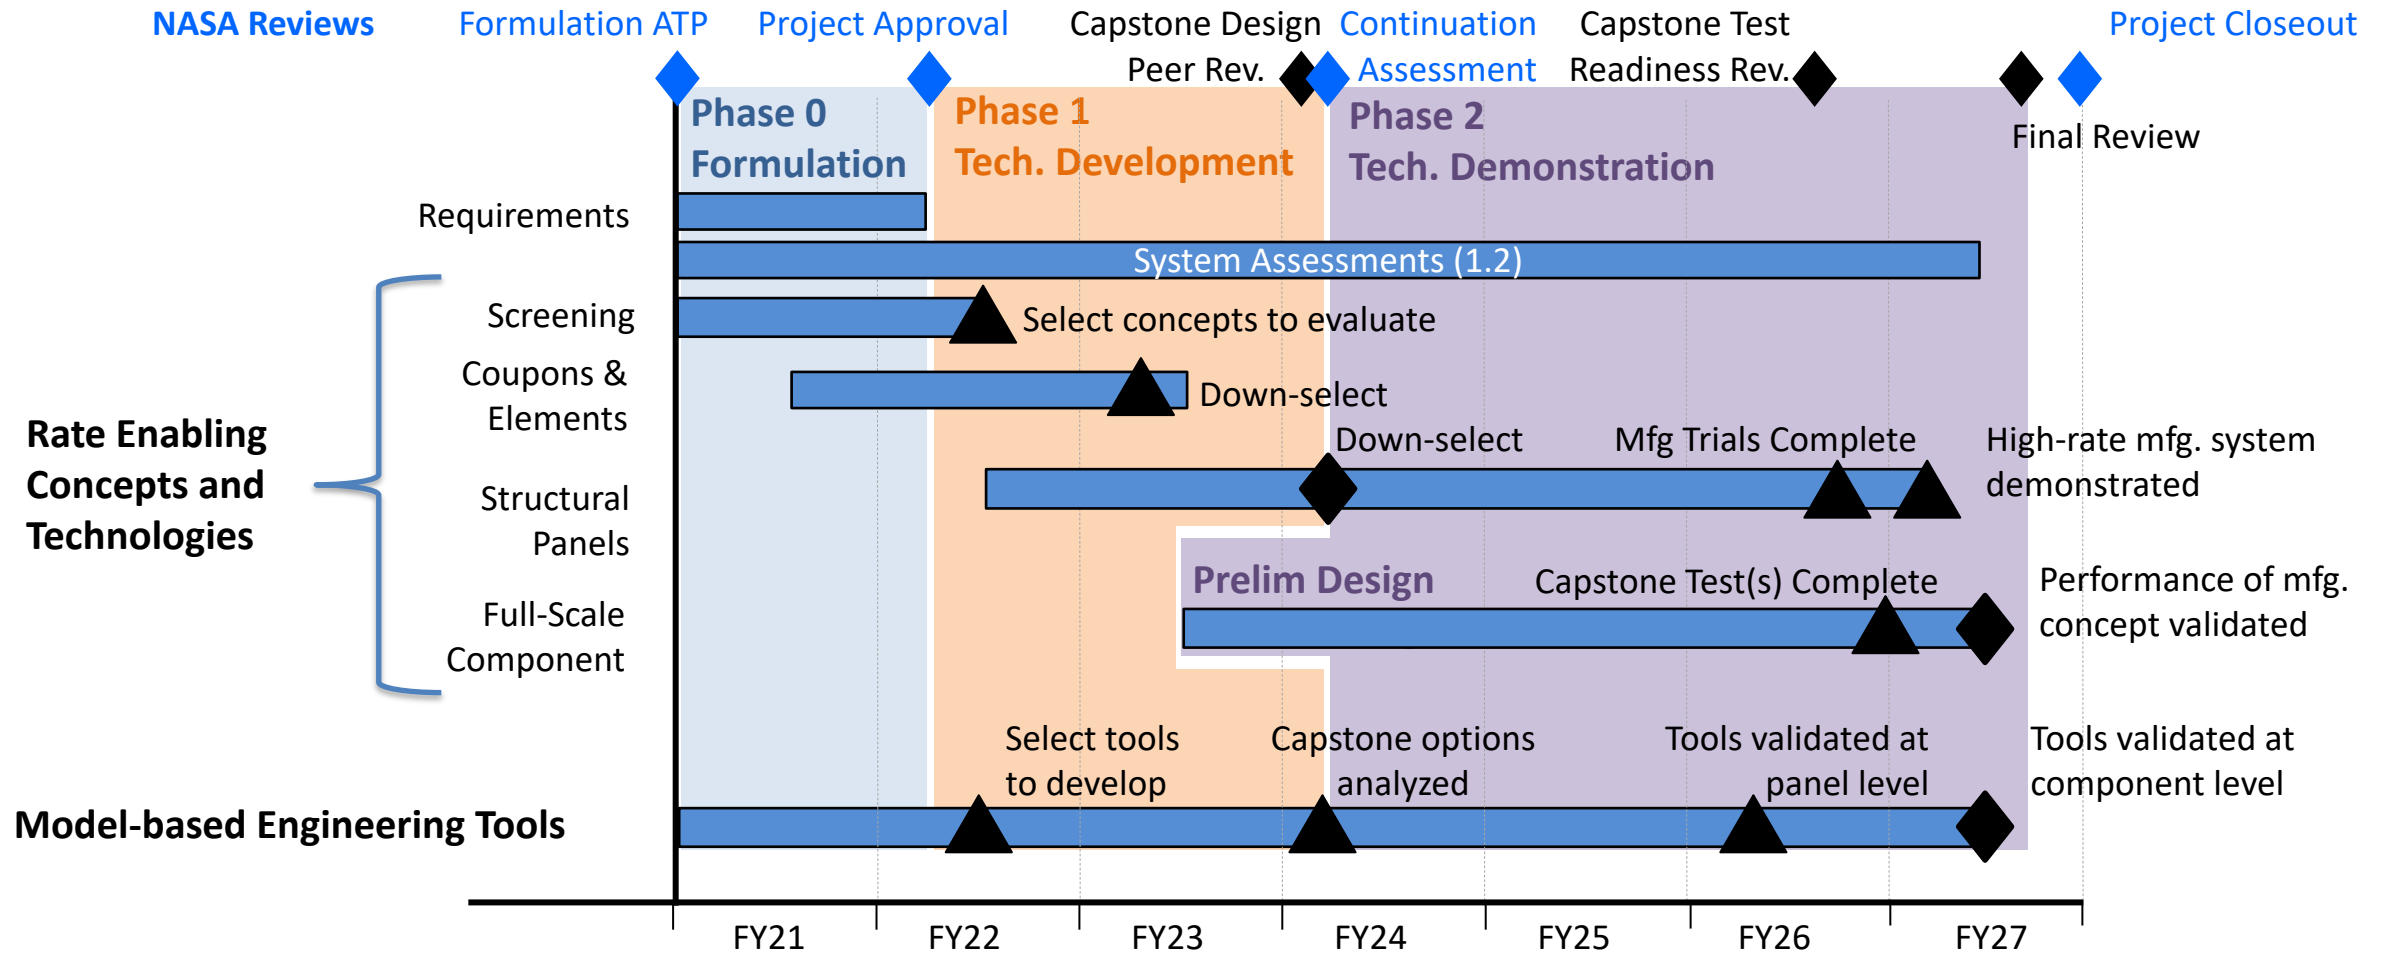 NASA Reviews
Formulation ATP
Project Approval
Capstone Design
Peer Rev.
Continuation
Assessment
Capstone Test
Readiness Rev.
Project Closeout
Final Review
Phase 0
Formulation
Phase 1
Tech. Development
Phase 2
Tech. Demonstration
Requirements
System Assessments (1.2)
Screening
Select concepts to evaluate
Coupons &
Elements
Down-select
Rate Enabling
Concepts and
Technologies
Structural
Panels
Down-select
Mfg Trials Complete
High-rate mfg. system
demonstrated
Prelim Design
Capstone Test(s) Complete
Performance of mfg.
concept validated
Full-Scale
Component
Select tools
to develop
Capstone options
analyzed
Tools validated at
panel level
Tools validated at
component level
Model-based Engineering Tools
FY21
FY22
FY23
FY24
FY25
FY26
FY27